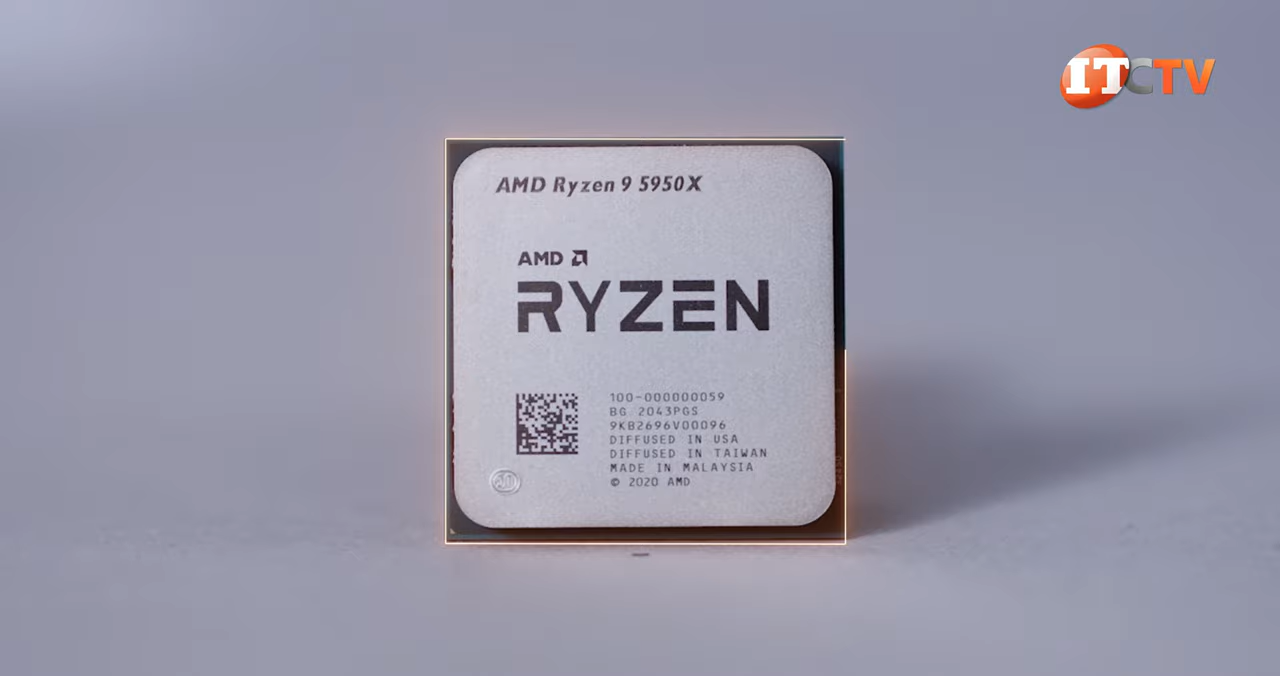 ITCTV
AMD Ryzen 9 5950X
AMD
RYZEN
100-000000059
BG 2043PGS
9KB2696V00096
DIFFUSED IN USA
DIFFUSED IN TAIWAN
MADE IN MALAYSIA
© 2020 AMD